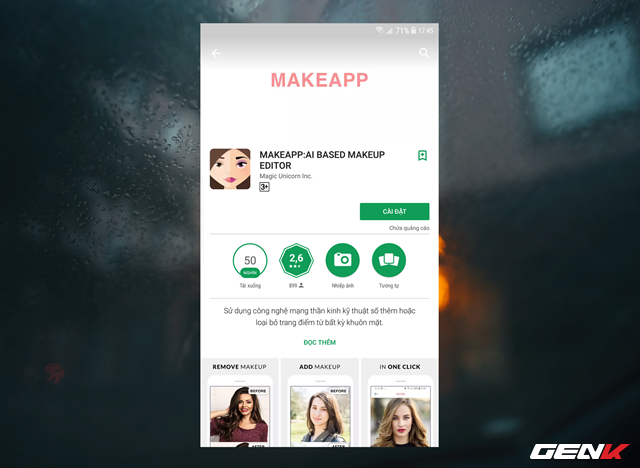 71% 17:45
MAKEAPP
MAKEAPP:AI BASED MAKEUP
EDITOR
Magic Unicorn Inc.
3+
CÀI ĐẶT
Chứa quảng cáo
50
NGHÌN
2,6
Tải xuống
899
Nhiếp ảnh
Tương tự
Sử dụng công nghệ mạng thần kinh kỹ thuật số thêm hoặc
loại bỏ trang điểm từ bất kỳ khuôn mặt.
ĐỌC THÊM
REMOVE MAKEUP
ADD MAKEUP
IN ONE CLICK
BEFORE
BEFORE
AFTER
AFTER
GENK